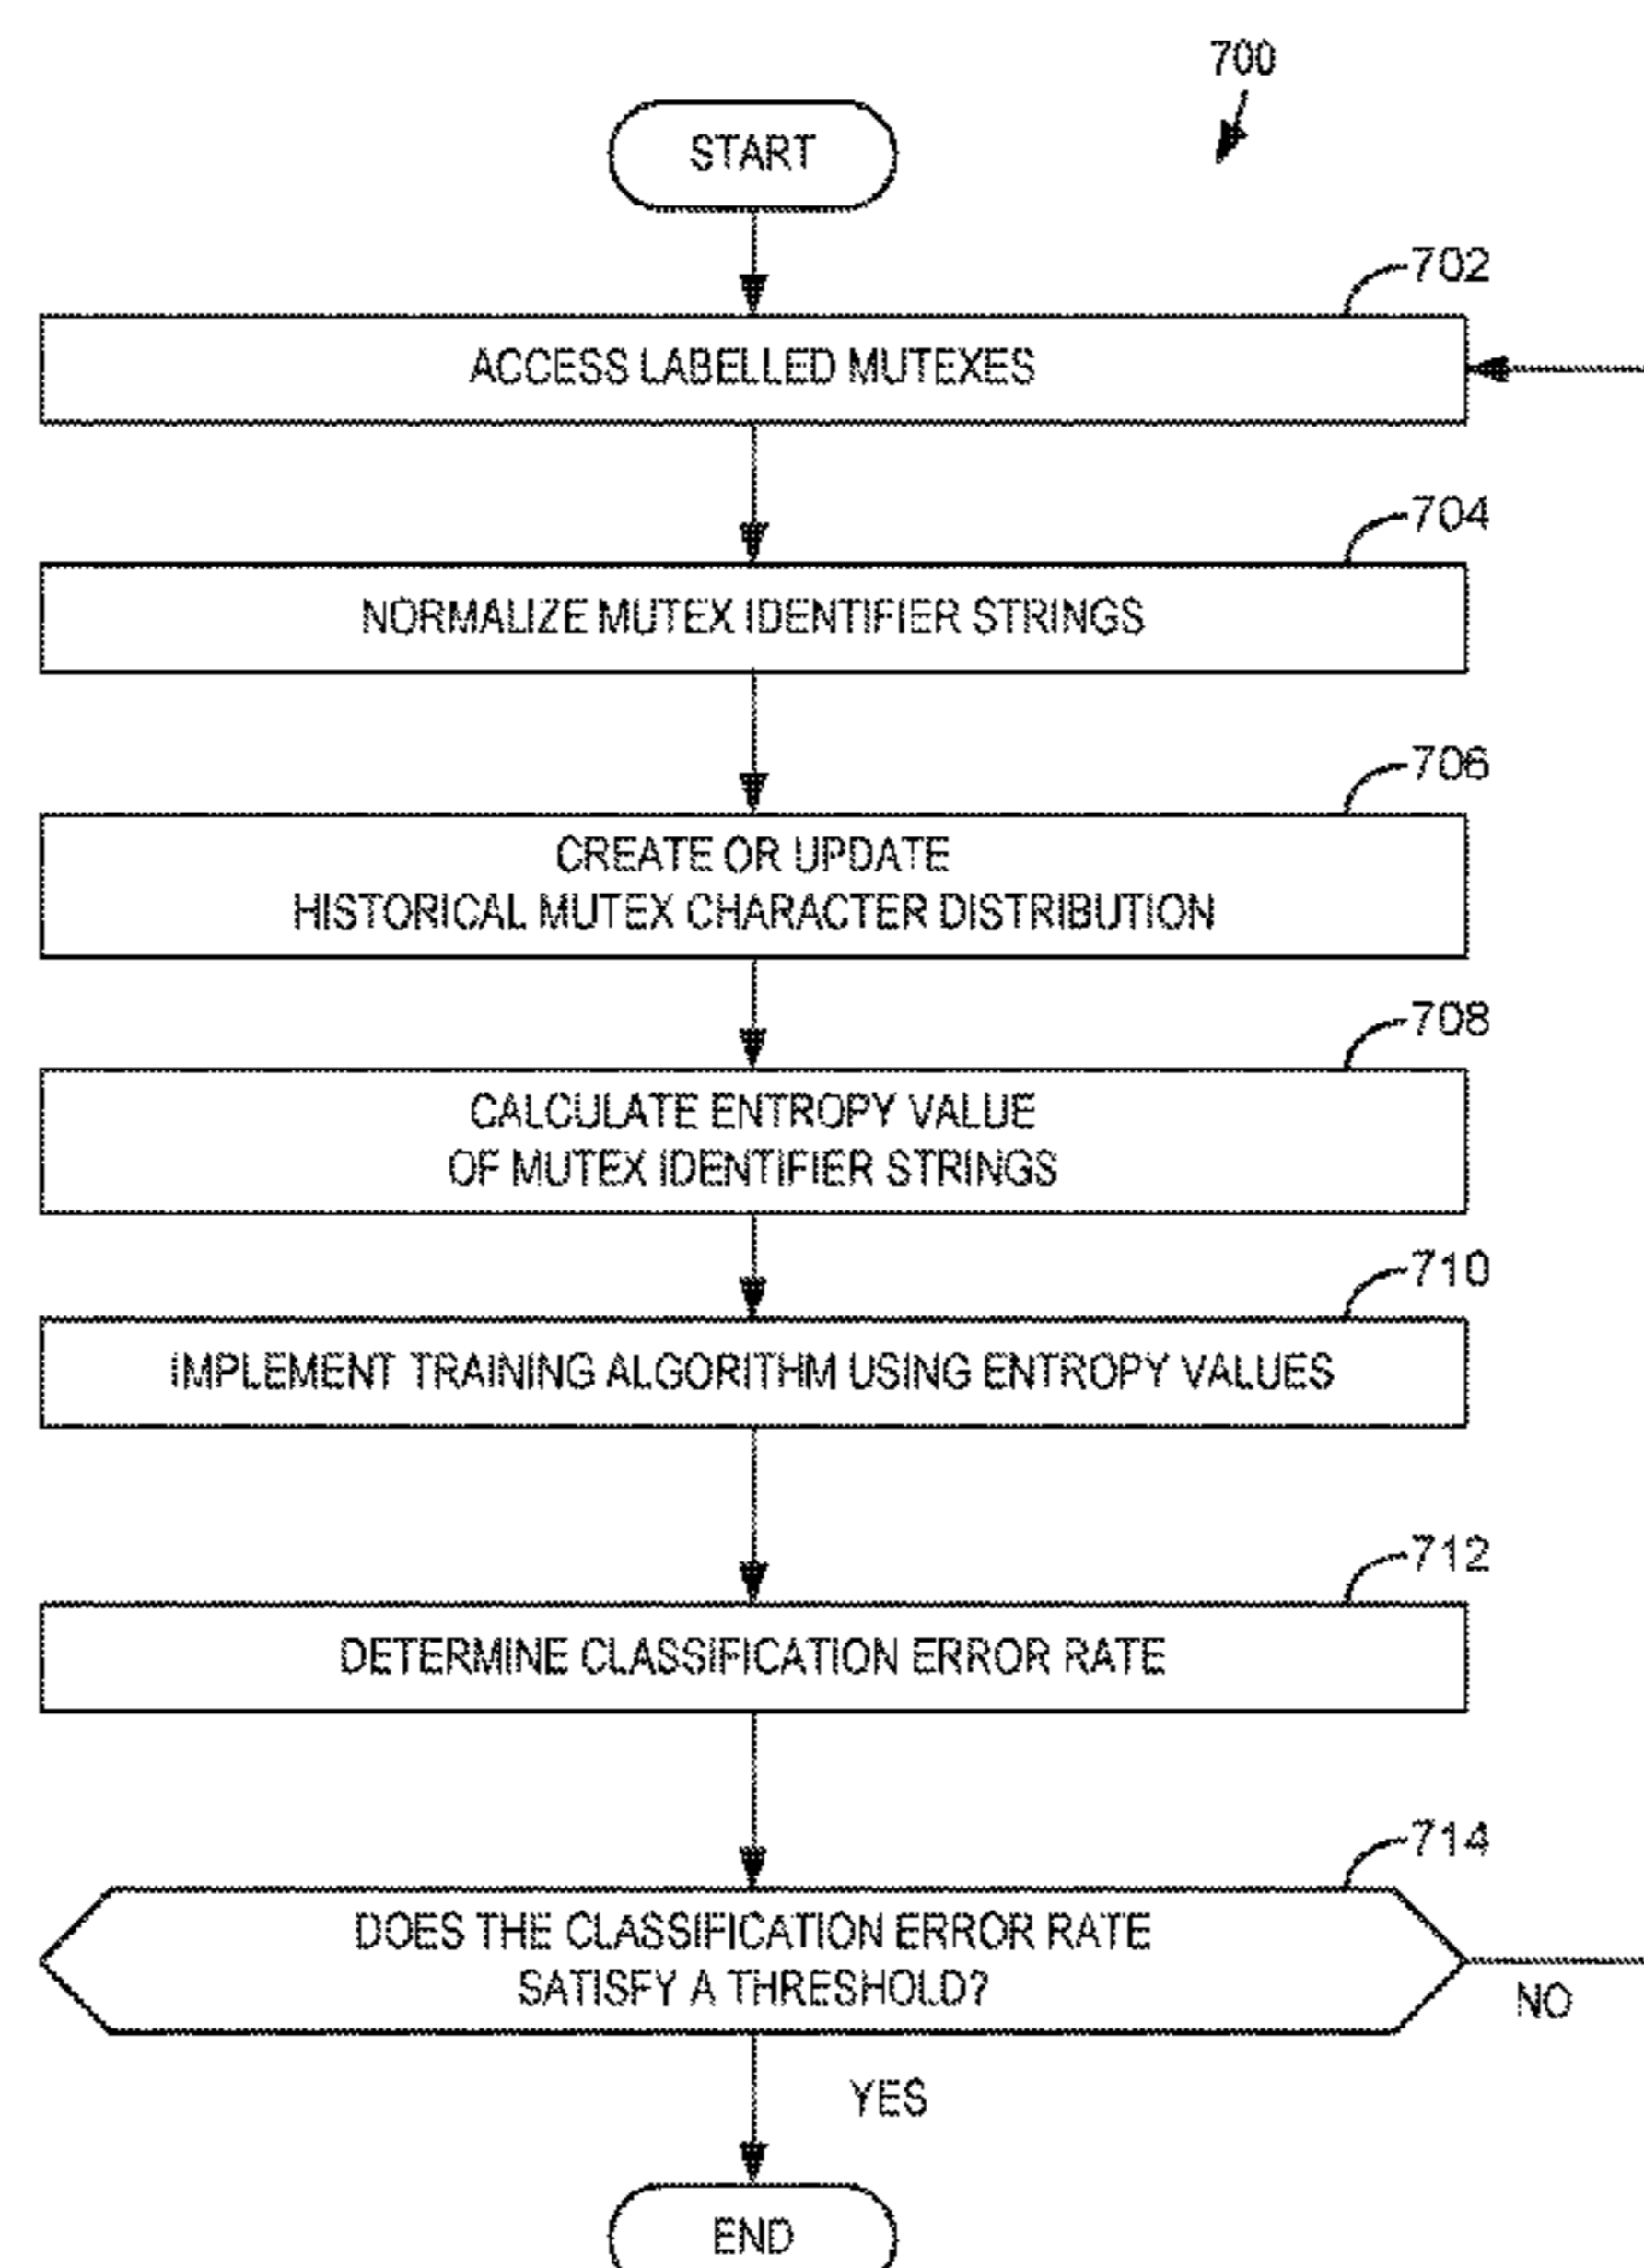 700
START
702
ACCESS LABELLED MUTEXES
704
NORMALIZE MUTEX IDENTIFIER STRINGS
706
CREATE OR UPDATE
HISTORICAL MUTEX CHARACTER DISTRIBUTION
708
CALCULATE ENTROPY VALUE
OF MUTEX IDENTIFIER STRINGS
710
IMPLEMENT TRAINING ALGORITHM USING ENTROPY VALUES
712
DETERMINE CLASSIFICATION ERROR RATE
714
DOES THE CLASSIFICATION ERROR RATE
SATISFY A THRESHOLD?
NO
YES
END